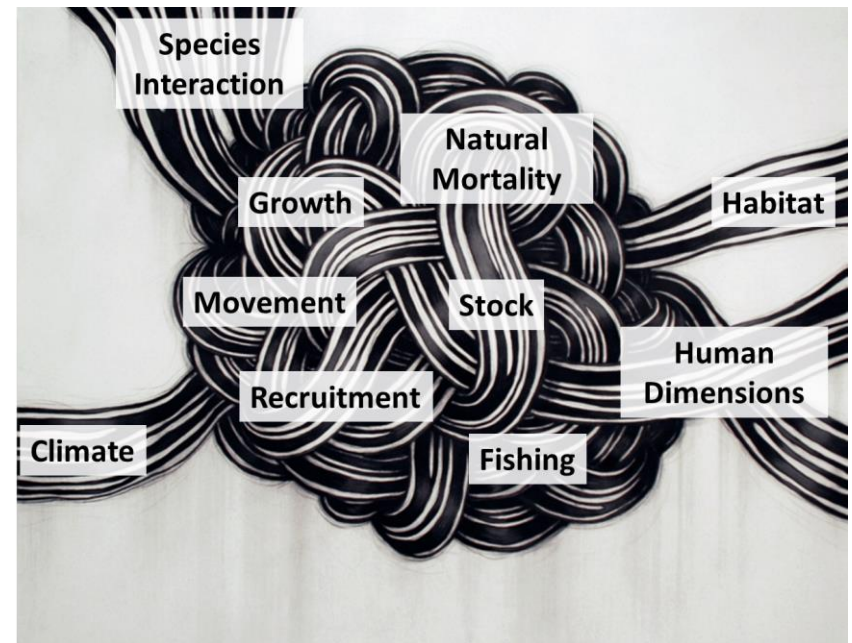 Species
Interaction
Natural
Mortality
Growth
Habitat
Movement
Stock
Human
Dimensions
Recruitment
Climate
Fishing